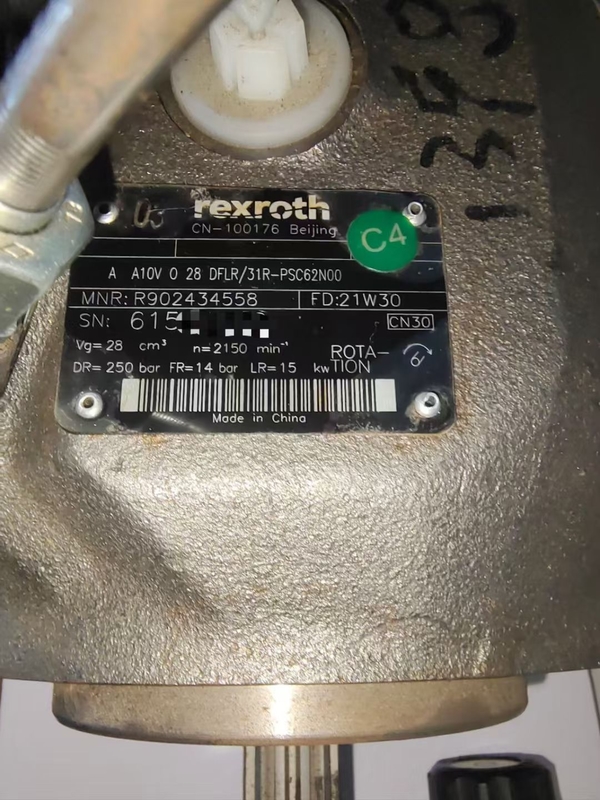 1398
rexroth
CN-100176 Beijing
C4
A A10V O 28 DFLR/31R-PSC62N00
MNR: R902434558 FD:21W30
SN: 615
CN30
Vg= 28 cm³ n= 2150 min⁻¹
ROTA-
TION
DR= 250 bar FR= 14 bar LR= 15 kw
Made in China